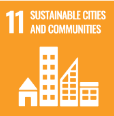 11 SUSTAINABLE CITIES
AND COMMUNITIES